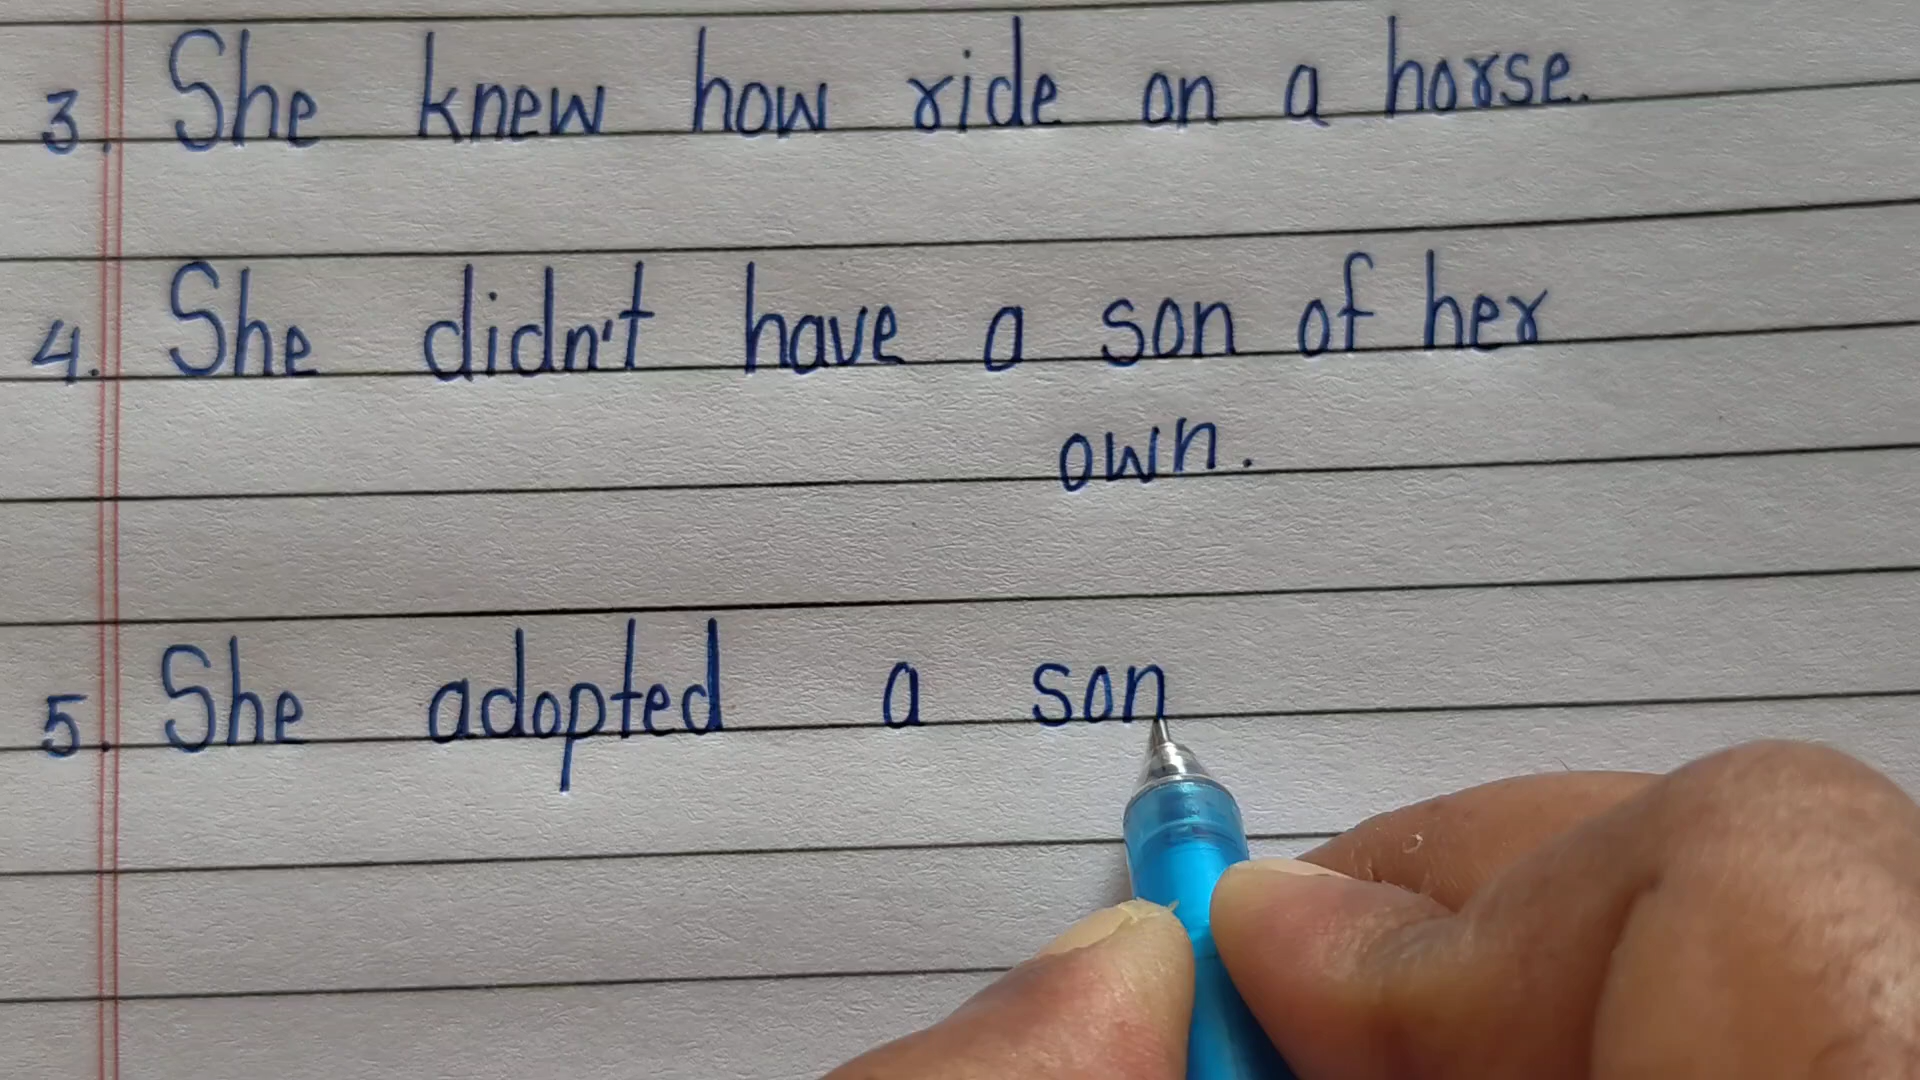 3. She knew how ride on a horse.
4. She didn't have a son of her
own.
5. She adopted a son